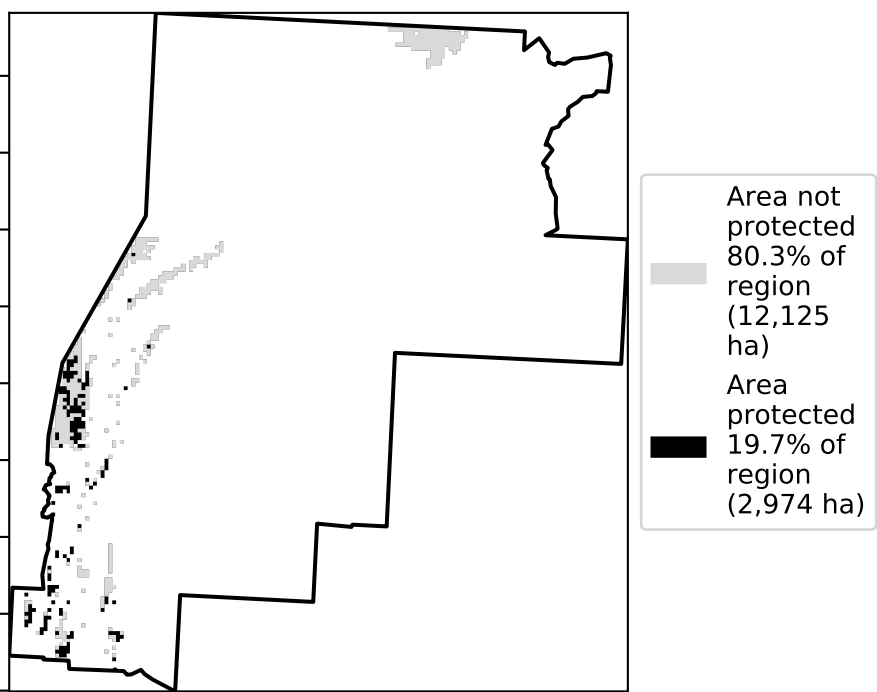 Area not
protected
80.3% of
region
(12,125
ha)
Area
protected
19.7% of
region
(2,974 ha)